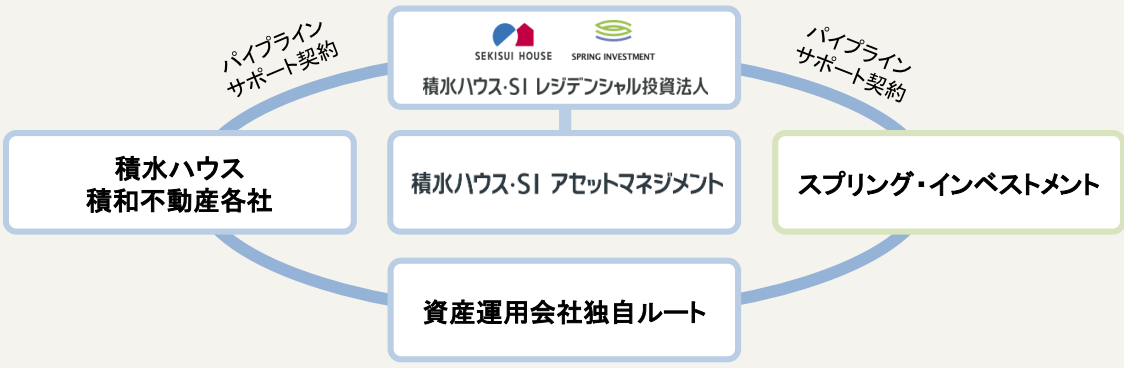 パイプライン
サポート契約
SEKISUI HOUSE
SPRING INVESTMENT
積水ハウス・SI レジデンシャル投資法人
パイプライン
サポート契約
積水ハウス
積和不動産各社
積水ハウス・SI アセットマネジメント
スプリング・インベストメント
資産運用会社独自ルート